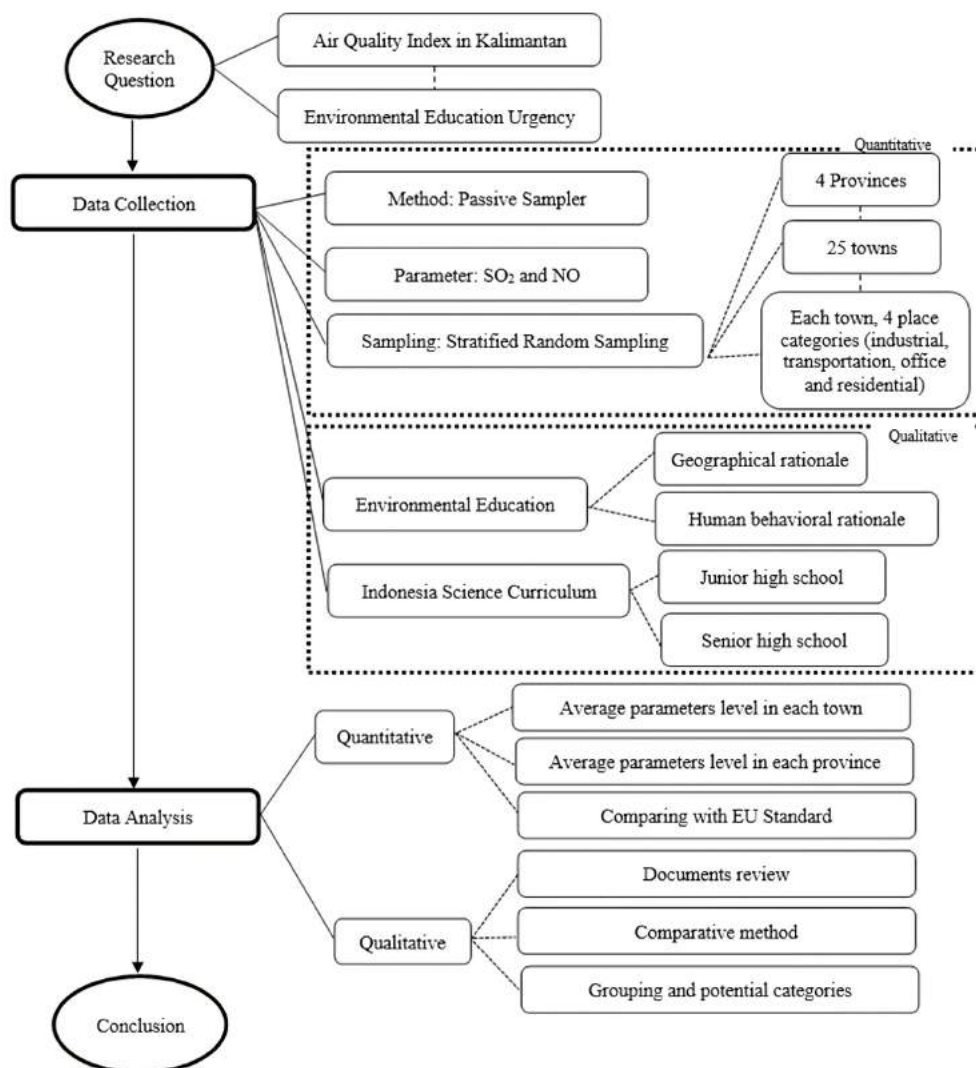 Research
Question
Air Quality Index in Kalimantan
Environmental Education Urgency
Data Collection
Quantitative
Method: Passive Sampler
Parameter: SO₂ and NO
Sampling: Stratified Random Sampling
4 Provinces
25 towns
Each town, 4 place
categories (industrial,
transportation, office
and residential)
Qualitative
Environmental Education
Geographical rationale
Human behavioral rationale
Indonesia Science Curriculum
Junior high school
Senior high school
Data Analysis
Quantitative
Average parameters level in each town
Average parameters level in each province
Comparing with EU Standard
Qualitative
Documents review
Comparative method
Grouping and potential categories
Conclusion